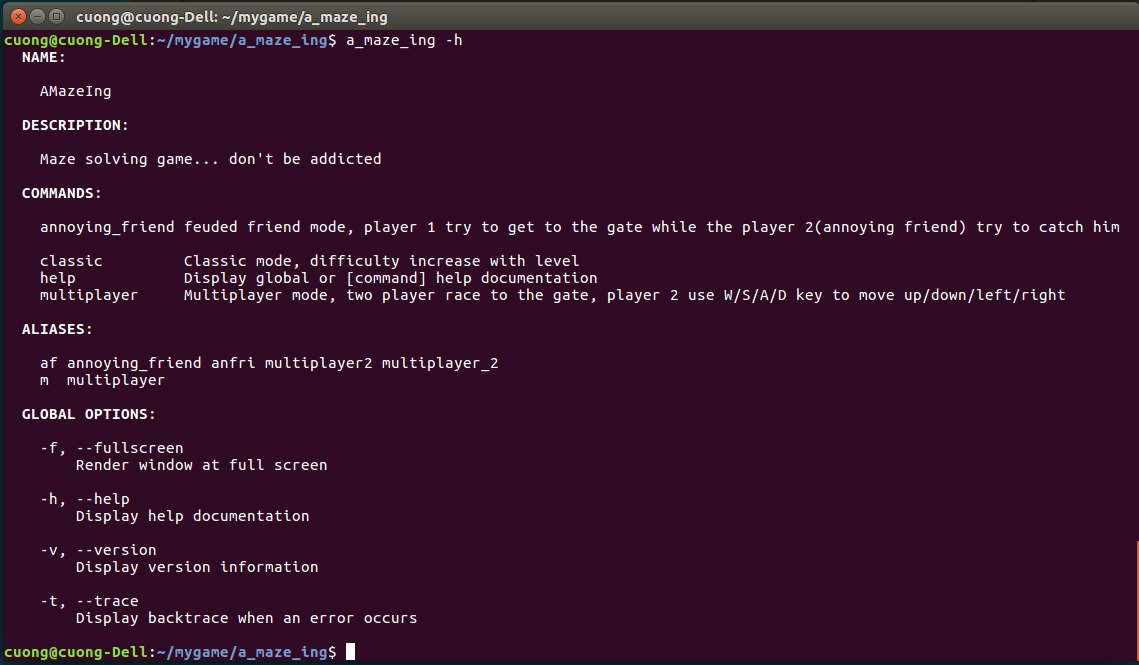 cuong@cuong-Dell: ~/mygame/a_maze_ing
cuong@cuong-Dell:~/mygame/a_maze_ing$ a_maze_ing -h
NAME:
AMazeIng
DESCRIPTION:
Maze solving game... don't be addicted
COMMANDS:
annoying_friend feuded friend mode, player 1 try to get to the gate while the player 2(annoying friend) try to catch him
classic         Classic mode, difficulty increase with level
help            Display global or [command] help documentation
multiplayer     Multiplayer mode, two player race to the gate, player 2 use W/S/A/D key to move up/down/left/right
ALIASES:
af annoying_friend anfri multiplayer2 multiplayer_2
m  multiplayer
GLOBAL OPTIONS:
-f, --fullscreen
Render window at full screen
-h, --help
Display help documentation
-v, --version
Display version information
-t, --trace
Display backtrace when an error occurs
cuong@cuong-Dell:~/mygame/a_maze_ing$